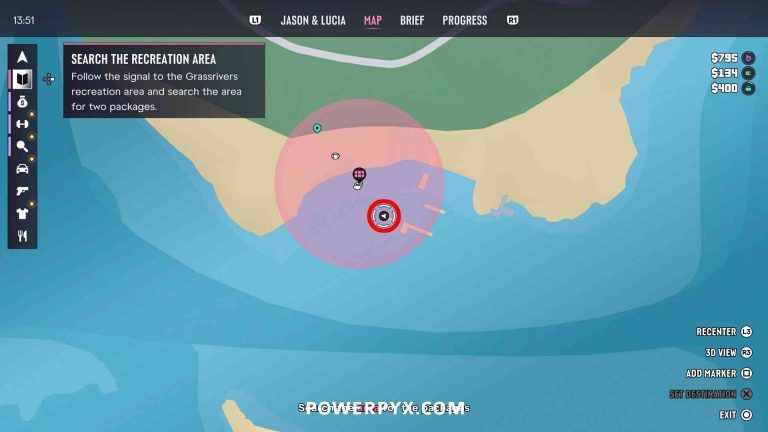 13:51
L1
JASON & LUCIA
MAP
BRIEF
PROGRESS
R1
SEARCH THE RECREATION AREA
Follow the signal to the Grassrivers
recreation area and search the area
for two packages.
$795
$134
$400
RECENTER L3
3D VIEW R3
ADD MARKER
SET DESTINATION
EXIT
POWERPYX.COM